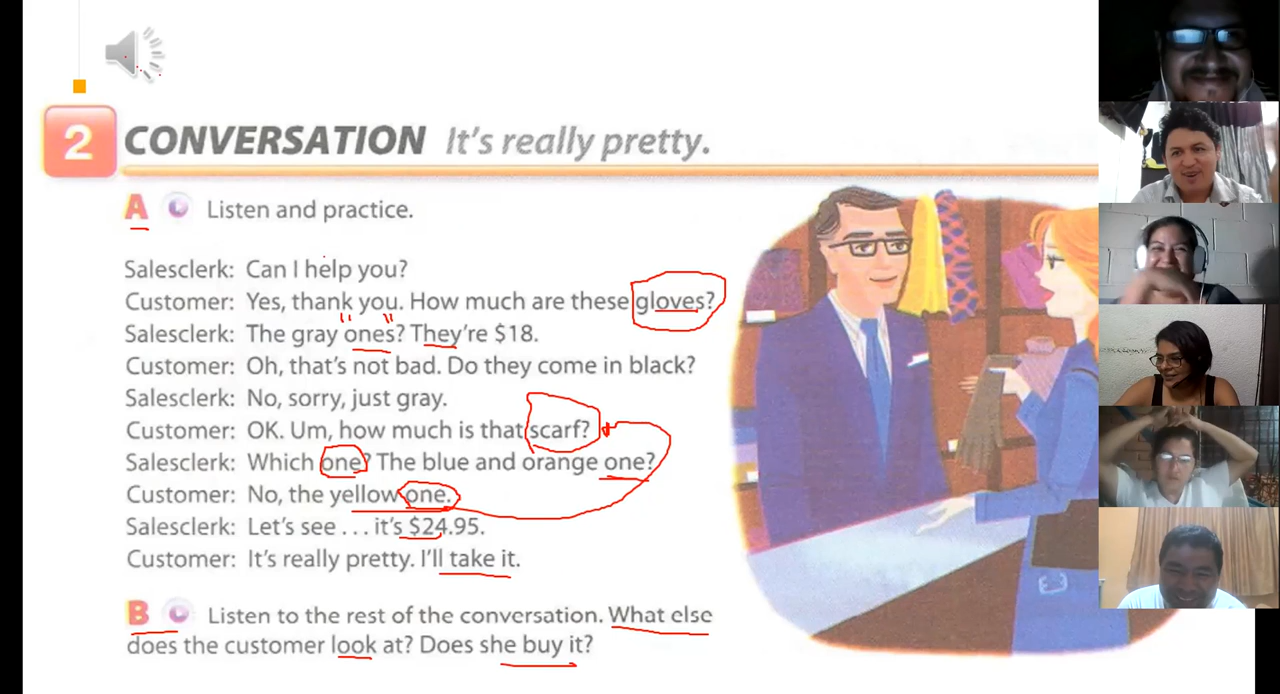 2 CONVERSATION It's really pretty.
A Listen and practice.
Salesclerk: Can I help you?
Customer: Yes, thank you. How much are these gloves?
Salesclerk: The gray ones? They're $18.
Customer: Oh, that's not bad. Do they come in black?
Salesclerk: No, sorry, just gray.
Customer: OK. Um, how much is that scarf?
Salesclerk: Which one? The blue and orange one?
Customer: No, the yellow one.
Salesclerk: Let's see . . . it's $24.95.
Customer: It's really pretty. I'll take it.
B Listen to the rest of the conversation. What else
does the customer look at? Does she buy it?